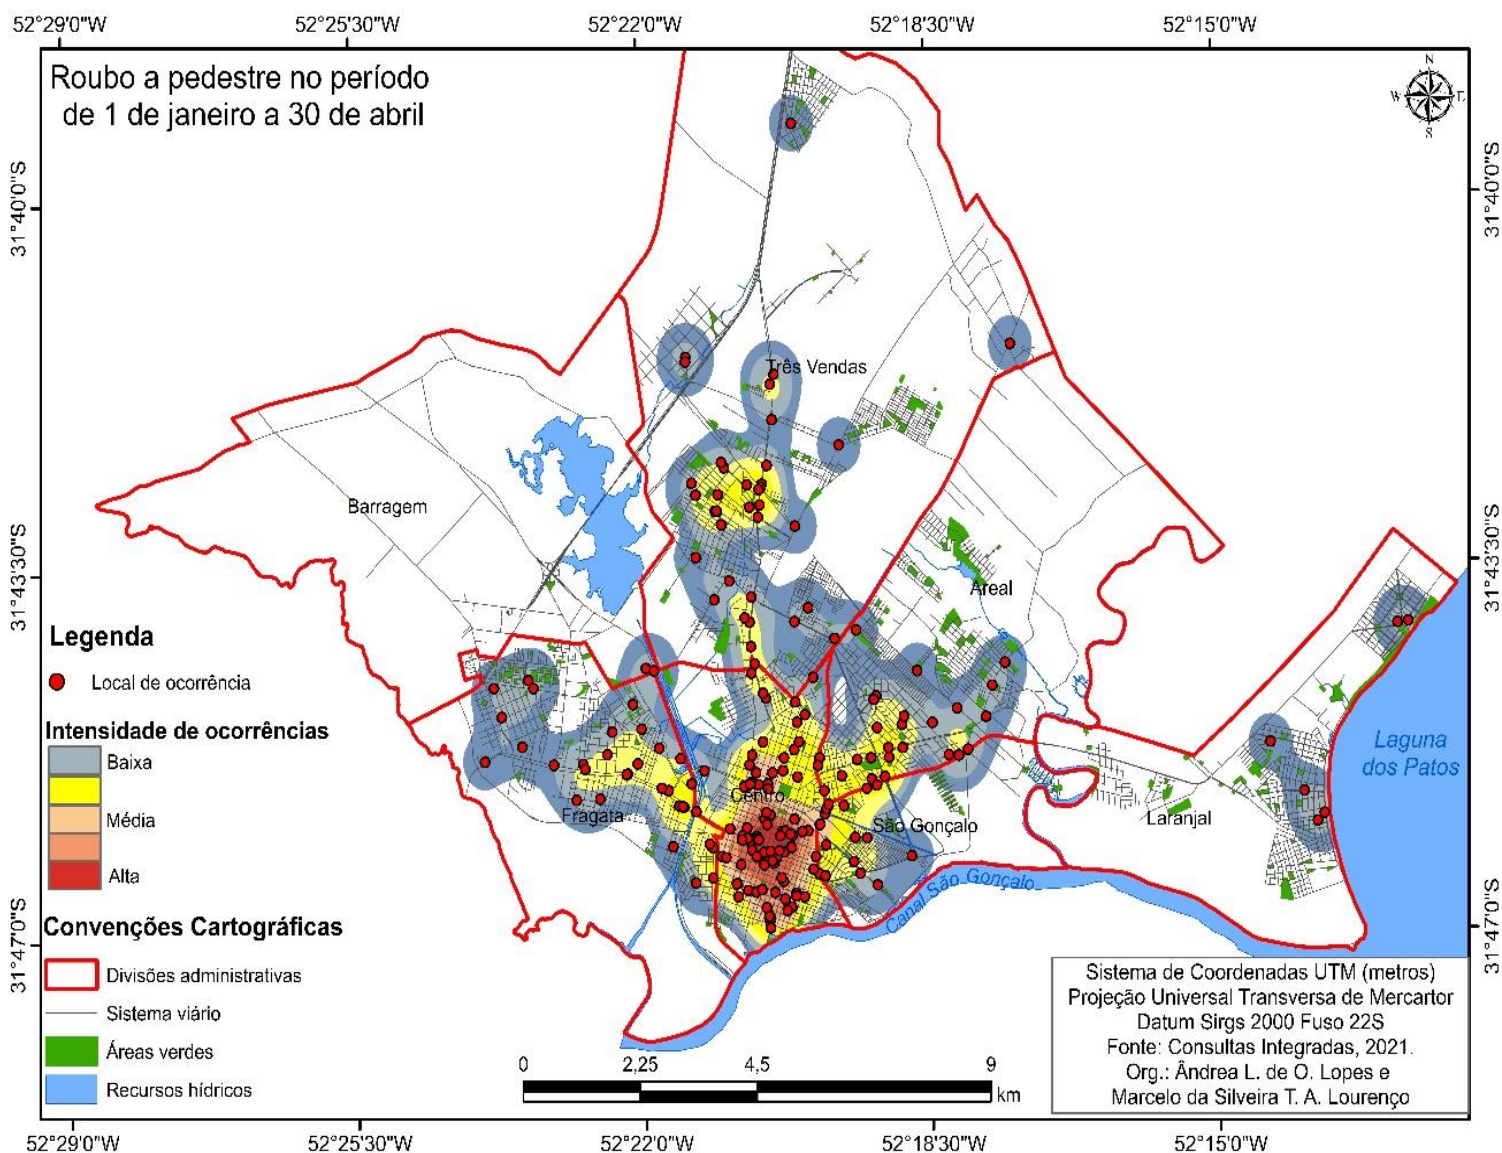 52°29'0"W 52°25'30"W 52°22'0"W 52°18'30"W 52°15'0"W
Roubo a pedestre no período
de 1 de janeiro a 30 de abril
N
W E
S
31°40'0"S
31°40'0"S
Três Vendas
Barragem
31°43'30"S
31°43'30"S
Areal
Legenda
Local de ocorrência
Intensidade de ocorrências
Baixa
Média
Alta
Laguna
dos Patos
Centro
Fragata
São Gonçalo
Laranjal
Canal São Gonçalo
31°47'0"S
31°47'0"S
Convenções Cartográficas
Divisões administrativas
Sistema viário
Áreas verdes
Recursos hídricos
0 2,25 4,5 9
km
Sistema de Coordenadas UTM (metros)
Projeção Universal Transversa de Mercartor
Datum Sirgs 2000 Fuso 22S
Fonte: Consultas Integradas, 2021.
Org.: Ândrea L. de O. Lopes e
Marcelo da Silveira T. A. Lourenço
52°29'0"W 52°25'30"W 52°22'0"W 52°18'30"W 52°15'0"W